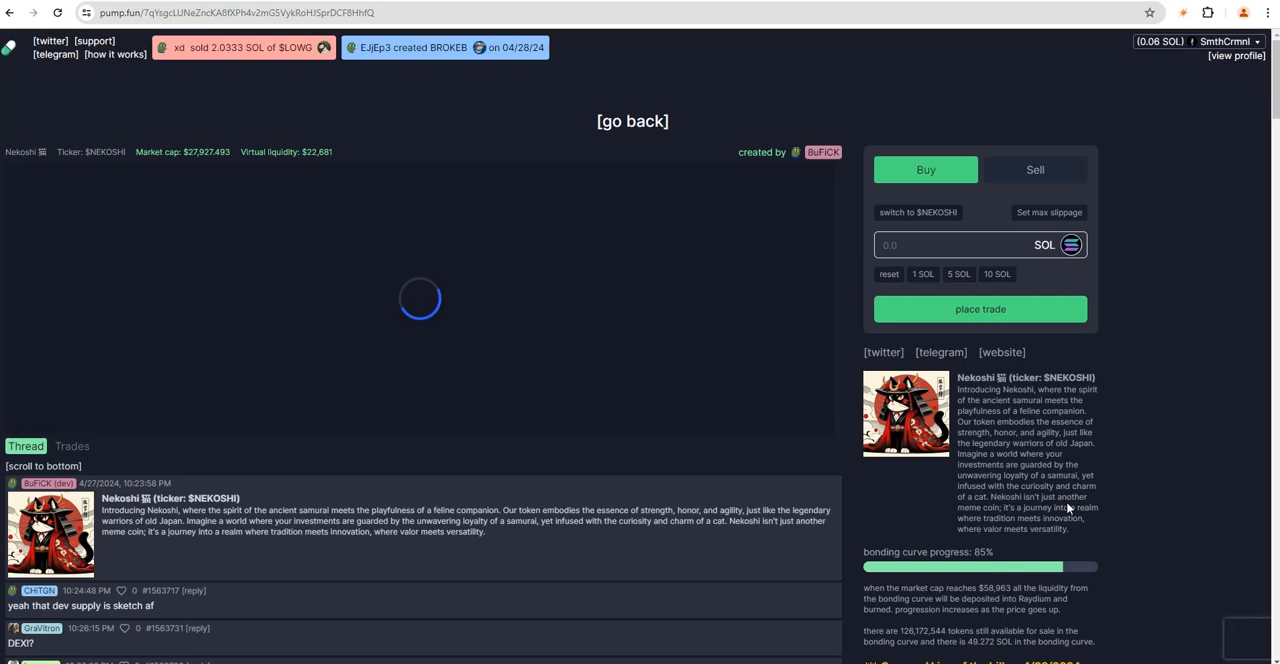 pump.fun/7qYsgcLUNeZncKA8fXPh4v2mG5VykRoHJSprDCF8HhfQ
[twitter] [support]
[telegram] [how it works]
xd sold 2.0333 SOL of $LOWG
EJjEp3 created BROKEB on 04/28/24
(0.06 SOL) SmthCrmnl
[view profile]
[go back]
Nekoshi 猫 Ticker: $NEKOSHI Market cap: $27,927.493 Virtual liquidity: $22,681
created by 8uFiCK
Buy Sell
switch to $NEKOSHI Set max slippage
0.0 SOL
reset 1 SOL 5 SOL 10 SOL
place trade
[twitter] [telegram] [website]
Nekoshi 猫 (ticker: $NEKOSHI)
Introducing Nekoshi, where the spirit
of the ancient samurai meets the
playfulness of a feline companion.
Our token embodies the essence of
strength, honor, and agility, just like
the legendary warriors of old Japan.
Imagine a world where your
investments are guarded by the
unwavering loyalty of a samurai, yet
infused with the curiosity and charm
of a cat. Nekoshi isn't just another
meme coin; it's a journey into a realm
where tradition meets innovation,
where valor meets versatility.
bonding curve progress: 85%
when the market cap reaches $58,963 all the liquidity from
the bonding curve will be deposited into Raydium and
burned. progression increases as the price goes up.
there are 126,172,544 tokens still available for sale in the
bonding curve and there is 49.272 SOL in the bonding curve.
Thread Trades
[scroll to bottom]
8uFiCK (dev) 4/27/2024, 10:23:58 PM
Nekoshi 猫 (ticker: $NEKOSHI)
Introducing Nekoshi, where the spirit of the ancient samurai meets the playfulness of a feline companion. Our token embodies the essence of strength, honor, and agility, just like the legendary
warriors of old Japan. Imagine a world where your investments are guarded by the unwavering loyalty of a samurai, yet infused with the curiosity and charm of a cat. Nekoshi isn't just another
meme coin; it's a journey into a realm where tradition meets innovation, where valor meets versatility.
CHiTGN 10:24:48 PM 0 #1563717 [reply]
yeah that dev supply is sketch af
GraVitron 10:26:15 PM 0 #1563731 [reply]
DEX!?